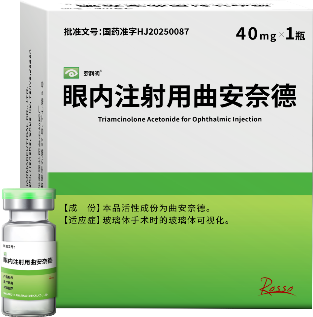 批准文号:国药准字HJ20250087
40mg×1瓶
眼内注射用曲安奈德
Triamcinolone Acetonide for Ophthalmic Injection
【成 份】本品活性成份为曲安奈德。
【适应症】玻璃体手术时的玻璃体可视化。
Rosso
眼内注射用曲安奈德